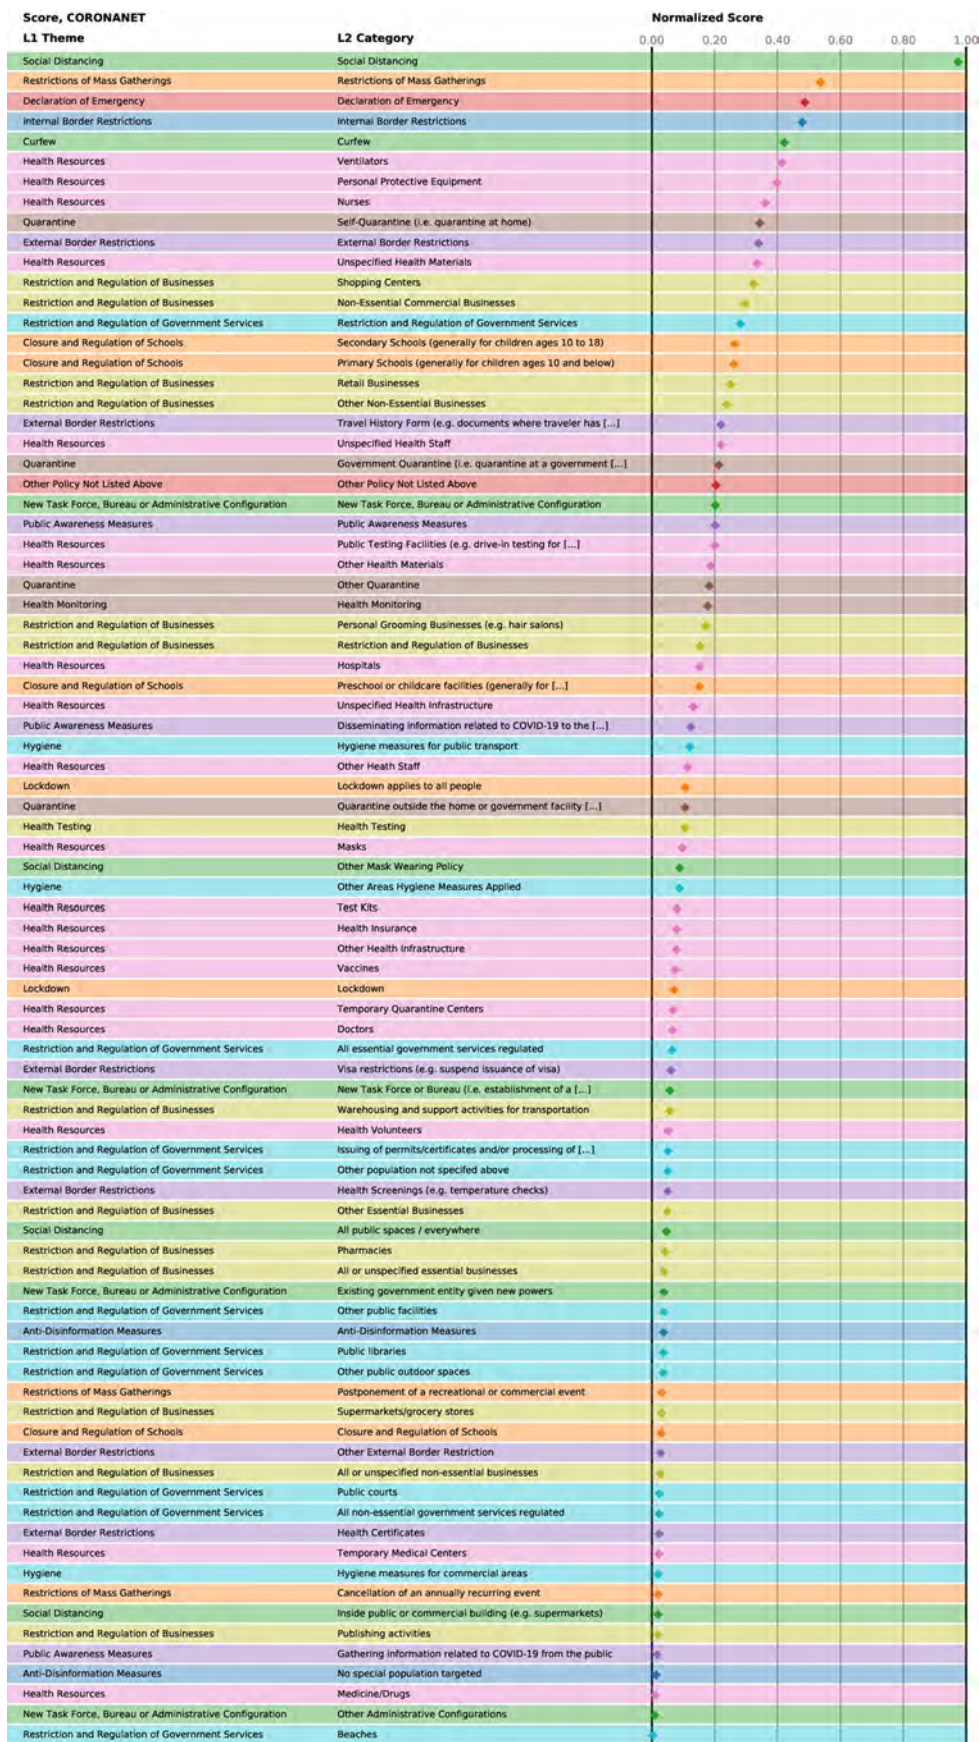 Score, CORONANET Normalized Score
L1 Theme L2 Category 0.00 0.20 0.40 0.60 0.80 1.00
Social Distancing Social Distancing
Restrictions of Mass Gatherings Restrictions of Mass Gatherings
Declaration of Emergency Declaration of Emergency
Internal Border Restrictions Internal Border Restrictions
Curfew Curfew
Health Resources Ventilators
Health Resources Personal Protective Equipment
Health Resources Nurses
Quarantine Self-Quarantine (i.e. quarantine at home)
External Border Restrictions External Border Restrictions
Health Resources Unspecified Health Materials
Restriction and Regulation of Businesses Shopping Centers
Restriction and Regulation of Businesses Non-Essential Commercial Businesses
Restriction and Regulation of Government Services Restriction and Regulation of Government Services
Closure and Regulation of Schools Secondary Schools (generally for children ages 10 to 18)
Closure and Regulation of Schools Primary Schools (generally for children ages 10 and below)
Restriction and Regulation of Businesses Retail Businesses
Restriction and Regulation of Businesses Other Non-Essential Businesses
External Border Restrictions Travel History Form (e.g. documents where traveler has [...]
Health Resources Unspecified Health Staff
Quarantine Government Quarantine (i.e. quarantine at a government [...]
Other Policy Not Listed Above Other Policy Not Listed Above
New Task Force, Bureau or Administrative Configuration New Task Force, Bureau or Administrative Configuration
Public Awareness Measures Public Awareness Measures
Health Resources Public Testing Facilities (e.g. drive-in testing for [...]
Health Resources Other Health Materials
Quarantine Other Quarantine
Health Monitoring Health Monitoring
Restriction and Regulation of Businesses Personal Grooming Businesses (e.g. hair salons)
Restriction and Regulation of Businesses Restriction and Regulation of Businesses
Health Resources Hospitals
Closure and Regulation of Schools Preschool or childcare facilities (generally for [...]
Health Resources Unspecified Health Infrastructure
Public Awareness Measures Disseminating information related to COVID-19 to the [...]
Hygiene Hygiene measures for public transport
Health Resources Other Heath Staff
Lockdown Lockdown applies to all people
Quarantine Quarantine outside the home or government facility [...]
Health Testing Health Testing
Health Resources Masks
Social Distancing Other Mask Wearing Policy
Hygiene Other Areas Hygiene Measures Applied
Health Resources Test Kits
Health Resources Health Insurance
Health Resources Other Health Infrastructure
Health Resources Vaccines
Lockdown Lockdown
Health Resources Temporary Quarantine Centers
Health Resources Doctors
Restriction and Regulation of Government Services All essential government services regulated
External Border Restrictions Visa restrictions (e.g. suspend issuance of visa)
New Task Force, Bureau or Administrative Configuration New Task Force or Bureau (i.e. establishment of a [...]
Restriction and Regulation of Businesses Warehousing and support activities for transportation
Health Resources Health Volunteers
Restriction and Regulation of Government Services Issuing of permits/certificates and/or processing of [...]
Restriction and Regulation of Government Services Other population not specifed above
External Border Restrictions Health Screenings (e.g. temperature checks)
Restriction and Regulation of Businesses Other Essential Businesses
Social Distancing All public spaces / everywhere
Restriction and Regulation of Businesses Pharmacies
Restriction and Regulation of Businesses All or unspecified essential businesses
New Task Force, Bureau or Administrative Configuration Existing government entity given new powers
Restriction and Regulation of Government Services Other public facilities
Anti-Disinformation Measures Anti-Disinformation Measures
Restriction and Regulation of Government Services Public libraries
Restriction and Regulation of Government Services Other public outdoor spaces
Restrictions of Mass Gatherings Postponement of a recreational or commercial event
Restriction and Regulation of Businesses Supermarkets/grocery stores
Closure and Regulation of Schools Closure and Regulation of Schools
External Border Restrictions Other External Border Restriction
Restriction and Regulation of Businesses All or unspecified non-essential businesses
Restriction and Regulation of Government Services Public courts
Restriction and Regulation of Government Services All non-essential government services regulated
External Border Restrictions Health Certificates
Health Resources Temporary Medical Centers
Hygiene Hygiene measures for commercial areas
Restrictions of Mass Gatherings Cancellation of an annually recurring event
Social Distancing Inside public or commercial building (e.g. supermarkets)
Restriction and Regulation of Businesses Publishing activities
Public Awareness Measures Gathering information related to COVID-19 from the public
Anti-Disinformation Measures No special population targeted
Health Resources Medicine/Drugs
New Task Force, Bureau or Administrative Configuration Other Administrative Configurations
Restriction and Regulation of Government Services Beaches